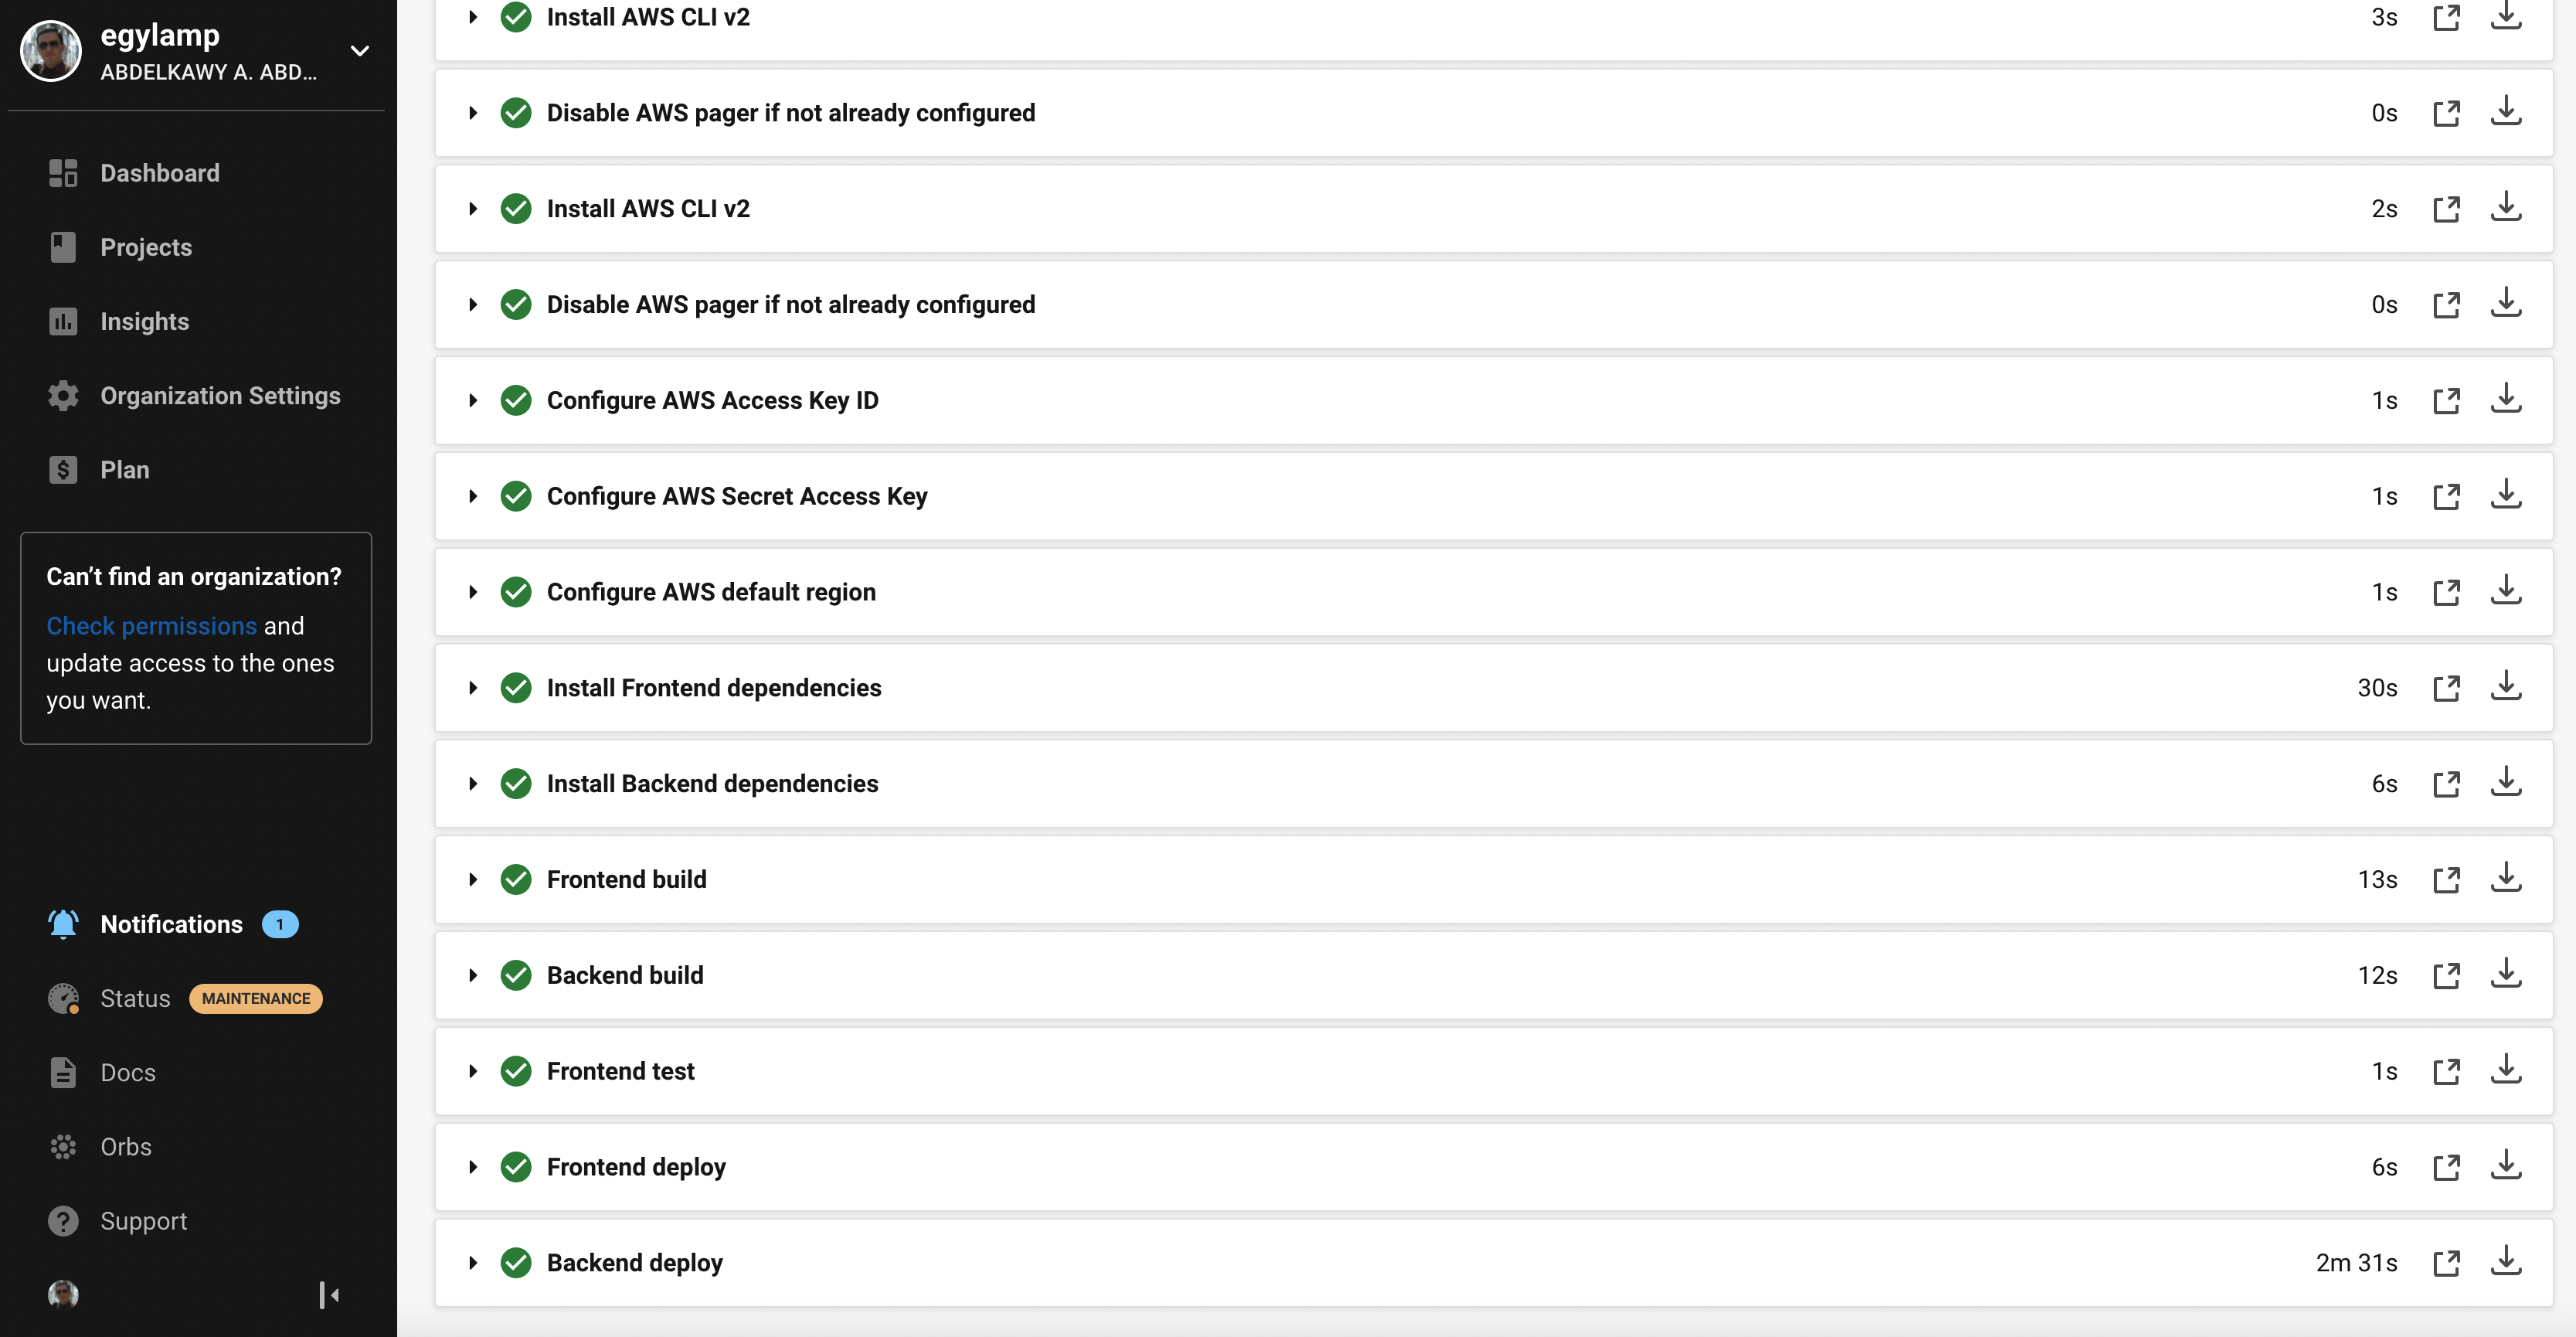 egylamp
ABDELKAWY A. ABD...
Dashboard
Projects
Insights
Organization Settings
Plan
Can’t find an organization?
Check permissions and
update access to the ones
you want.
Notifications 1
Status MAINTENANCE
Docs
Orbs
Support
Install AWS CLI v2 3s
Disable AWS pager if not already configured 0s
Install AWS CLI v2 2s
Disable AWS pager if not already configured 0s
Configure AWS Access Key ID 1s
Configure AWS Secret Access Key 1s
Configure AWS default region 1s
Install Frontend dependencies 30s
Install Backend dependencies 6s
Frontend build 13s
Backend build 12s
Frontend test 1s
Frontend deploy 6s
Backend deploy 2m 31s